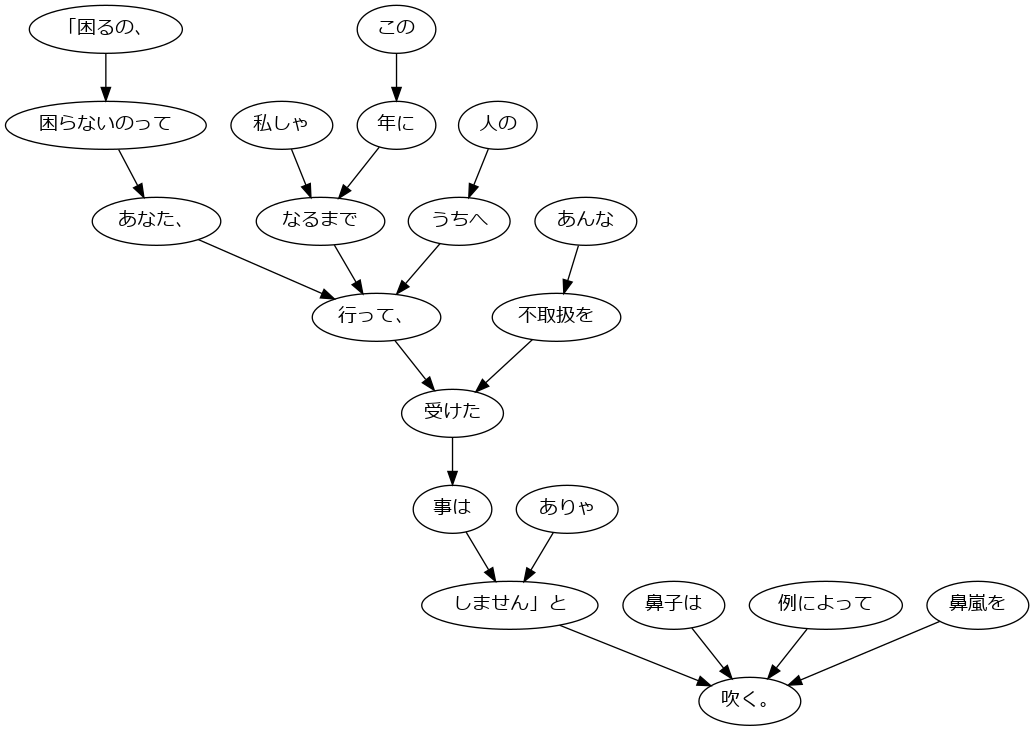 「困るの、
この
困らないのって
私しゃ
年に
人の
あなた、
なるまで
うちへ
あんな
行って、
不取扱を
受けた
事は
ありゃ
しません」と
鼻子は
例によって
鼻嵐を
吹く。